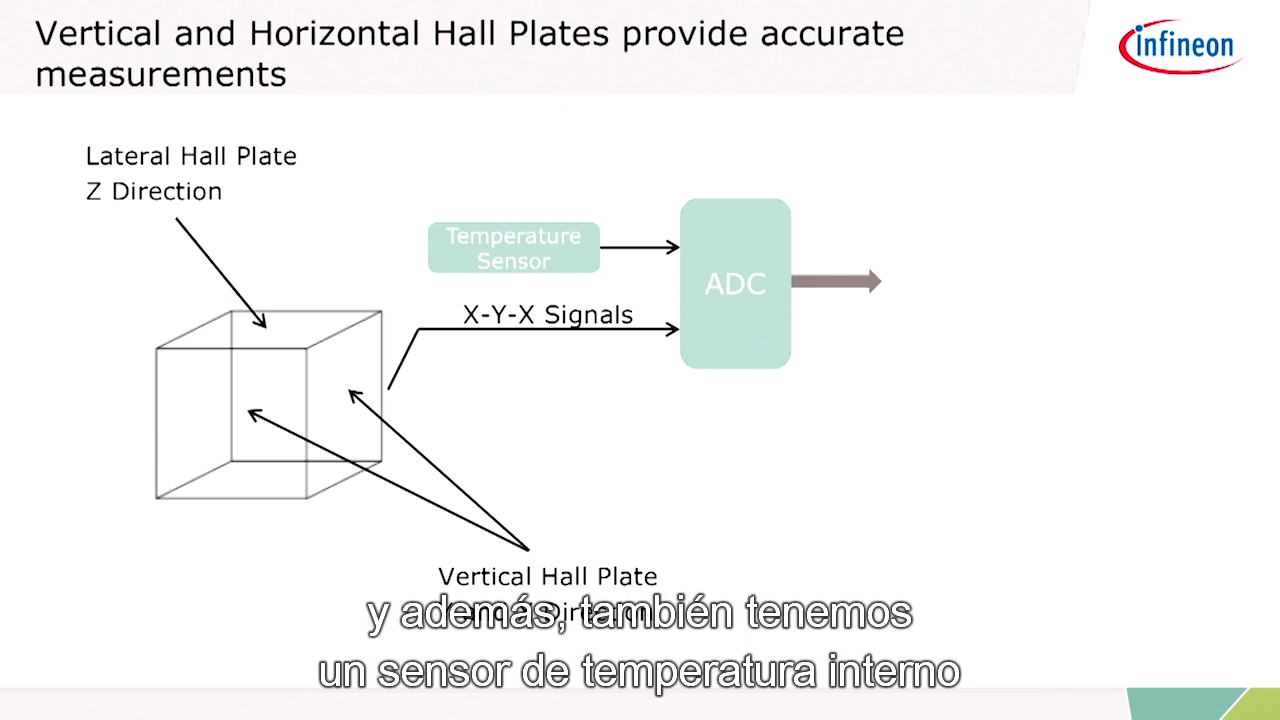 Vertical and Horizontal Hall Plates provide accurate
measurements
infineon
Lateral Hall Plate
Z Direction
Temperature
Sensor
ADC
X-Y-X Signals
Vertical Hall Plate
y además, también tenemos
un sensor de temperatura interno